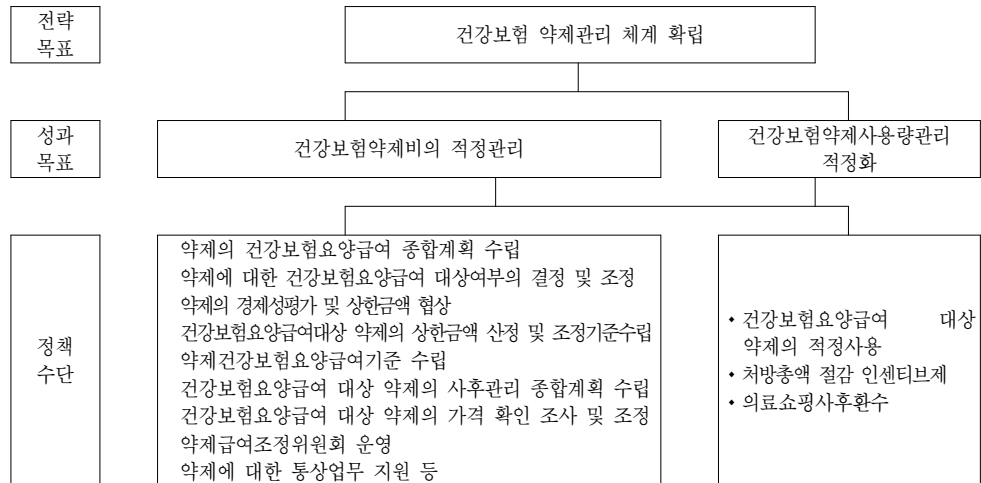 전략
목표
건강보험 약제관리 체계 확립
성과
목표
건강보험약제비의 적정관리
건강보험약제사용량관리
적정화
정책
수단
약제의 건강보험요양급여 종합계획 수립
약제에 대한 건강보험요양급여 대상여부의 결정 및 조정
약제의 경제성평가 및 상한금액 협상
건강보험요양급여대상 약제의 상한금액 산정 및 조정기준수립
약제건강보험요양급여기준 수립
건강보험요양급여 대상 약제의 사후관리 종합계획 수립
건강보험요양급여 대상 약제의 가격 확인 조사 및 조정
약제급여조정위원회 운영
약제에 대한 통상업무 지원 등
• 건강보험요양급여 대상
약제의 적정사용
• 처방총액 절감 인센티브제
• 의료쇼핑사후환수